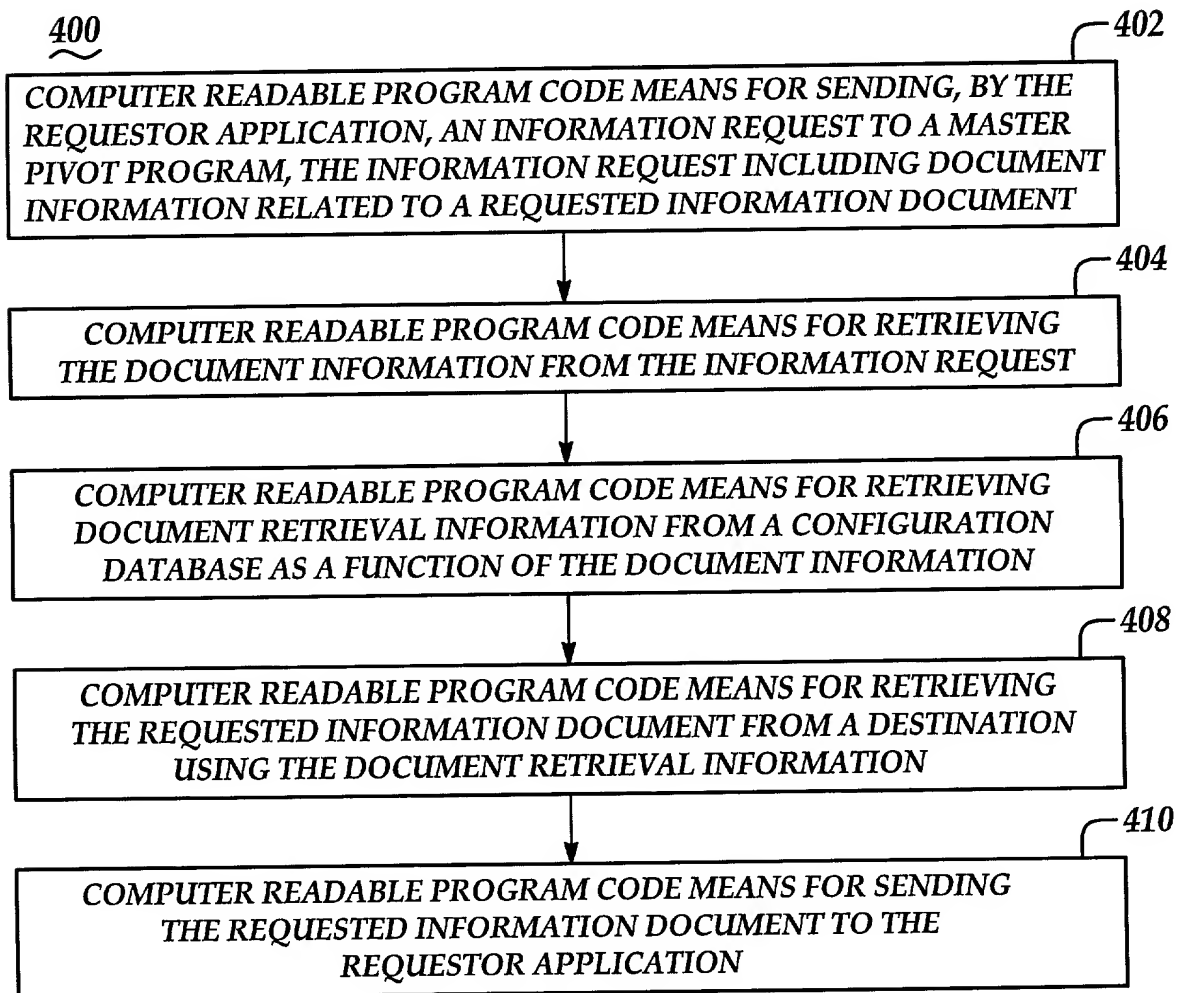 400
402
COMPUTER READABLE PROGRAM CODE MEANS FOR SENDING, BY THE
REQUESTOR APPLICATION, AN INFORMATION REQUEST TO A MASTER
PIVOT PROGRAM, THE INFORMATION REQUEST INCLUDING DOCUMENT
INFORMATION RELATED TO A REQUESTED INFORMATION DOCUMENT
404
COMPUTER READABLE PROGRAM CODE MEANS FOR RETRIEVING
THE DOCUMENT INFORMATION FROM THE INFORMATION REQUEST
406
COMPUTER READABLE PROGRAM CODE MEANS FOR RETRIEVING
DOCUMENT RETRIEVAL INFORMATION FROM A CONFIGURATION
DATABASE AS A FUNCTION OF THE DOCUMENT INFORMATION
408
COMPUTER READABLE PROGRAM CODE MEANS FOR RETRIEVING
THE REQUESTED INFORMATION DOCUMENT FROM A DESTINATION
USING THE DOCUMENT RETRIEVAL INFORMATION
410
COMPUTER READABLE PROGRAM CODE MEANS FOR SENDING
THE REQUESTED INFORMATION DOCUMENT TO THE
REQUESTOR APPLICATION